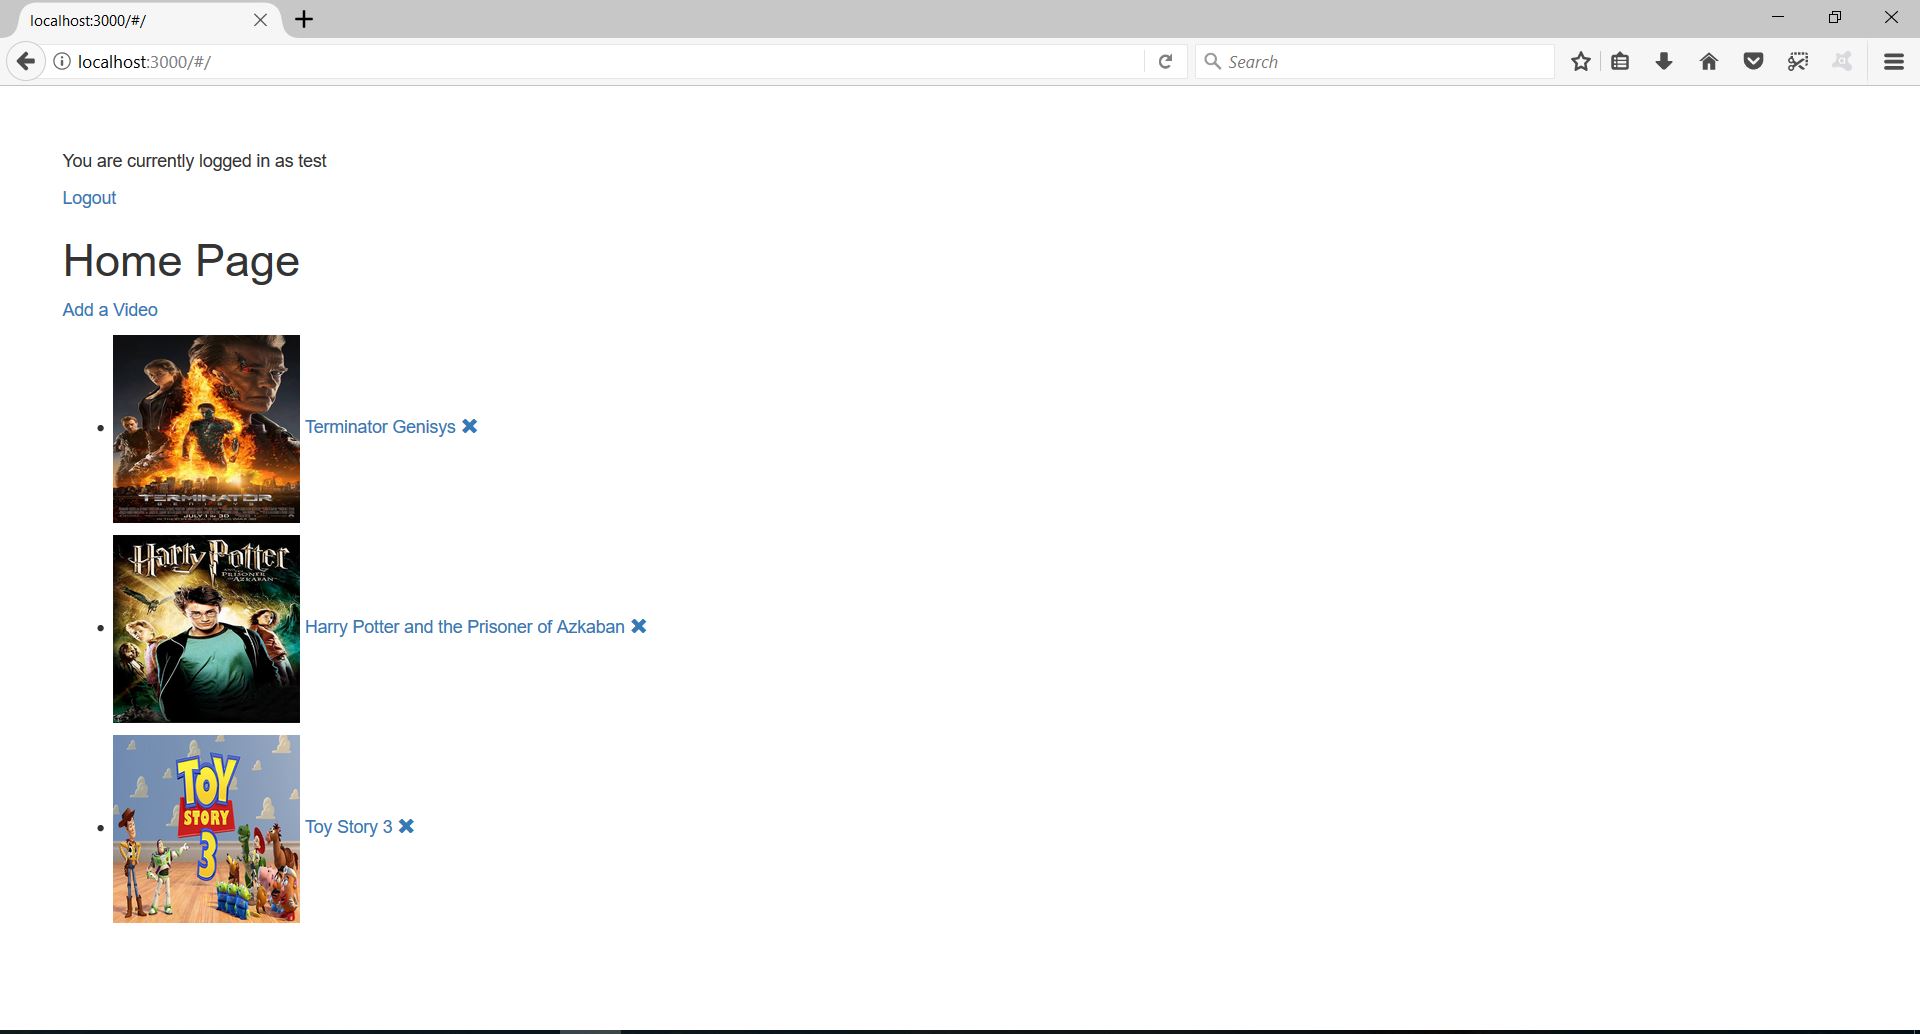 localhost:3000/#/
localhost:3000/#/
Search
You are currently logged in as test
Logout
Home Page
Add a Video
TERMINATOR
GENISYS
JULY 1 IN 3D
Terminator Genisys
Harry Potter
AND THE
PRISONER
OF AZKABAN
Harry Potter and the Prisoner of Azkaban
TOY
STORY
3
Toy Story 3